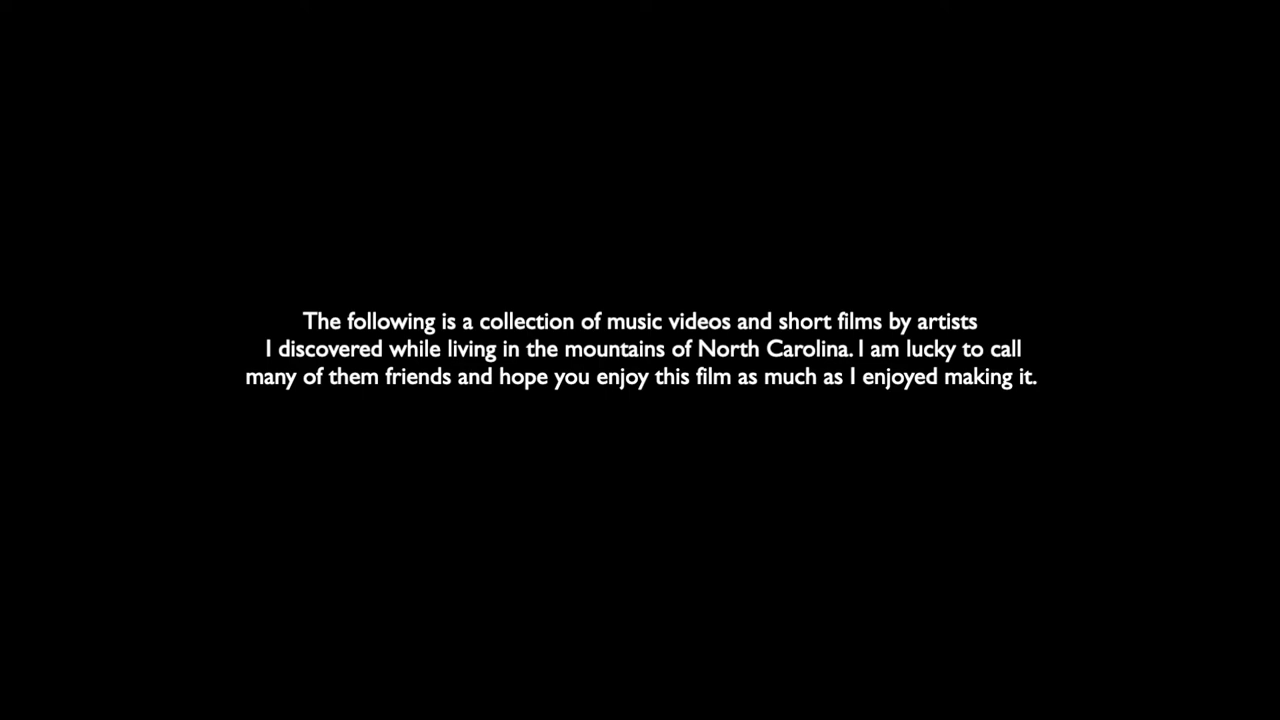 The following is a collection of music videos and short films by artists
I discovered while living in the mountains of North Carolina. I am lucky to call
many of them friends and hope you enjoy this film as much as I enjoyed making it.